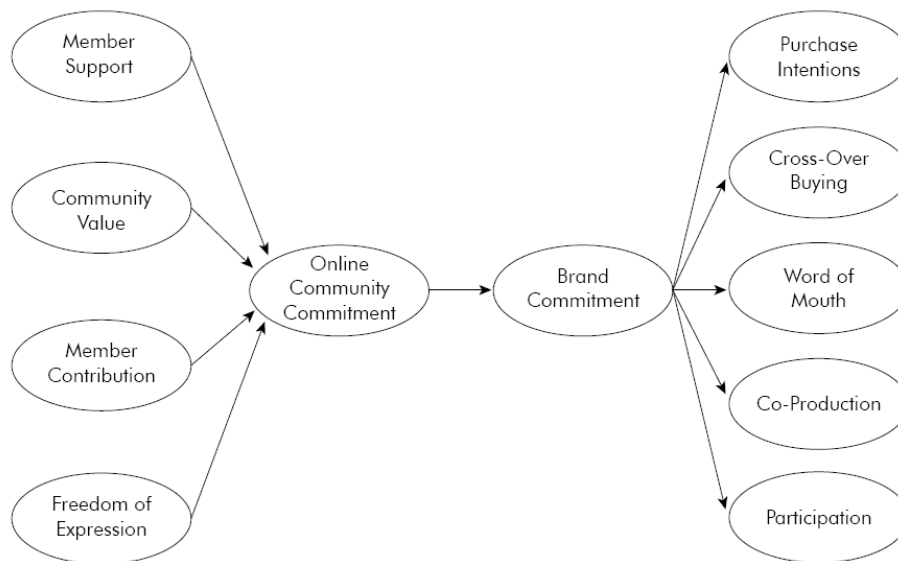 Member
Support
Community
Value
Member
Contribution
Freedom of
Expression
Online
Community
Commitment
Brand
Commitment
Purchase
Intentions
Cross-Over
Buying
Word of
Mouth
Co-Production
Participation